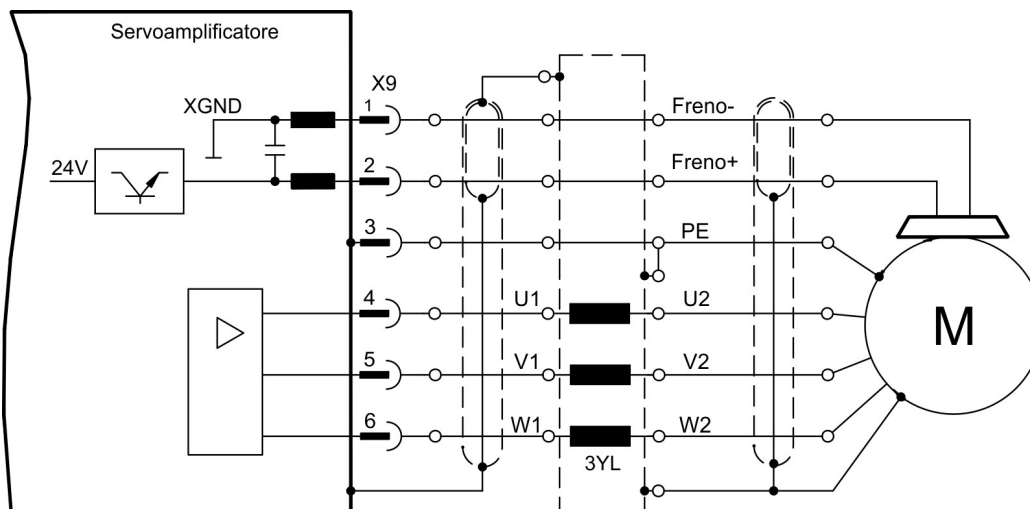 Servoamplificatore
X9
XGND
1
Freno-
24V
2
Freno+
3
PE
4
U1
U2
5
V1
V2
6
W1
W2
3YL
M